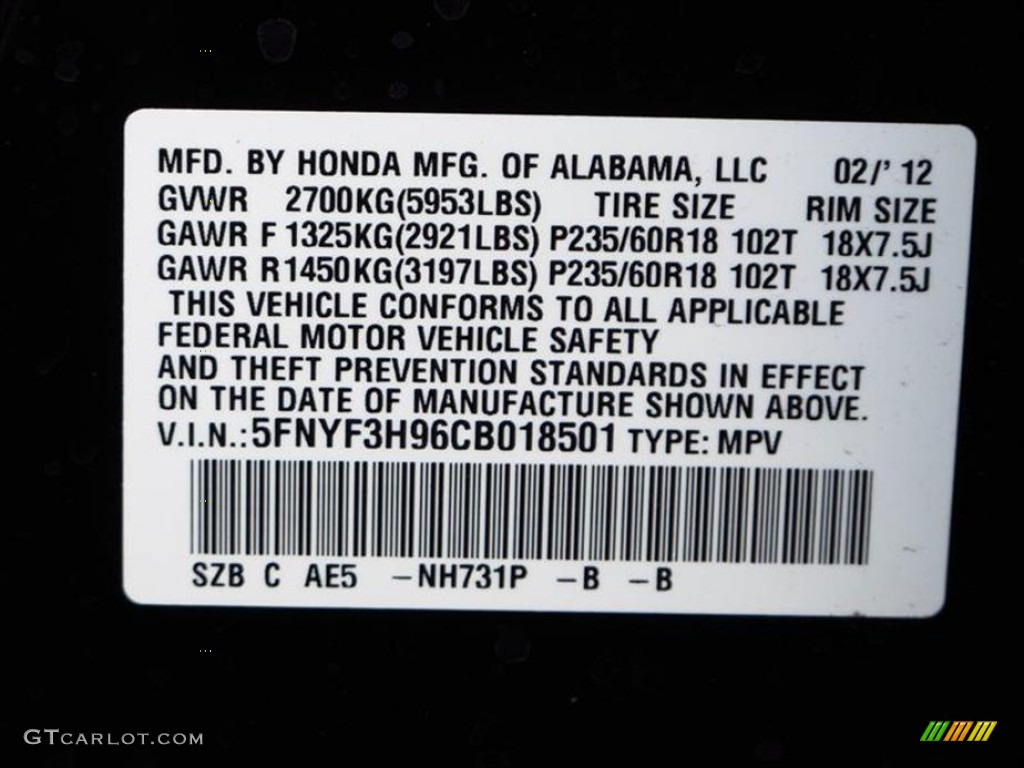 MFD. BY HONDA MFG. OF ALABAMA, LLC 02/' 12
GVWR 2700KG(5953LBS) TIRE SIZE RIM SIZE
GAWR F 1325KG(2921LBS) P235/60R18 102T 18X7.5J
GAWR R1450KG(3197LBS) P235/60R18 102T 18X7.5J
THIS VEHICLE CONFORMS TO ALL APPLICABLE
FEDERAL MOTOR VEHICLE SAFETY
AND THEFT PREVENTION STANDARDS IN EFFECT
ON THE DATE OF MANUFACTURE SHOWN ABOVE.
V.I.N.:5FNYF3H96CB018501 TYPE: MPV
SZB C AE5 –NH731P –B –B
GTCARLOT.COM